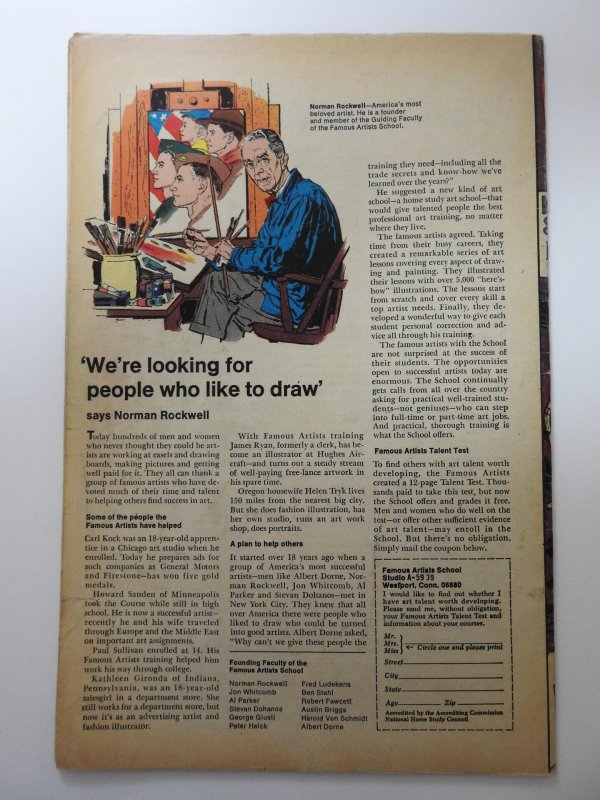 Norman Rockwell—America's most
beloved artist. He is a founder
and member of the Guiding Faculty
of the Famous Artists School.
'We're looking for
people who like to draw'
says Norman Rockwell
Today hundreds of men and women
who never thought they could be art-
ists are working at easels and drawing
boards, making pictures and getting
well paid for it. They all can thank a
group of famous artists who have de-
voted much of their time and talent
to helping others find success in art.
Some of the people the
Famous Artists have helped
Carl Kock was an 18-year-old appren-
tice in a Chicago art studio when he
enrolled. Today he prepares ads for
such companies as General Motors
and Firestone—has won five gold
medals.
Howard Sanden of Minneapolis
took the Course while still in high
school. He is now a successful artist—
recently he and his wife traveled
through Europe and the Middle East
on important art assignments.
Paul Sullivan enrolled at 14. His
Famous Artists training helped him
work his way through college.
Kathleen Gironda of Indiana,
Pennsylvania, was an 18-year-old
salesgirl in a department store. She
still works for a department store, but
now it's as an advertising artist and
fashion illustrator.
With Famous Artists training
James Ryan, formerly a clerk, has be-
come an illustrator at Hughes Air-
craft—and turns out a steady stream
of well-paying free-lance artwork in
his spare time.
Oregon housewife Helen Tryk lives
150 miles from the nearest big city.
But she does fashion illustration, has
her own studio, runs an art work
shop, does portraits.
A plan to help others
It started over 18 years ago when a
group of America's most successful
artists—men like Albert Dorne, Nor-
man Rockwell, Jon Whitcomb, Al
Parker and Stevan Dohanos—met in
New York City. They knew that all
over America there were people who
liked to draw who could be turned
into good artists. Albert Dorne asked,
"Why can't we give these people the
Founding Faculty of the
Famous Artists School
Norman Rockwell
Jon Whitcomb
Al Parker
Stevan Dohanos
George Giusti
Peter Helck
Fred Ludekens
Ben Stahl
Robert Fawcett
Austin Briggs
Harold Von Schmidt
Albert Dorne
training they need—including all the
trade secrets and know-how we've
learned over the years?"
He suggested a new kind of art
school—a home study art school—that
would give talented people the best
professional art training, no matter
where they live.
The famous artists agreed. Taking
time from their busy careers, they
created a remarkable series of art
lessons covering every aspect of draw-
ing and painting. They illustrated
their lessons with over 5,000 "here's-
how" illustrations. The lessons start
from scratch and cover every skill a
top artist needs. Finally, they de-
veloped a wonderful way to give each
student personal correction and ad-
vice all through his training.
The famous artists with the School
are not surprised at the success of
their students. The opportunities
open to successful artists today are
enormous. The School continually
gets calls from all over the country
asking for practical well-trained stu-
dents—not geniuses—who can step
into full-time or part-time art jobs.
And practical, thorough training is
what the School offers.
Famous Artists Talent Test
To find others with art talent worth
developing, the Famous Artists
created a 12-page Talent Test. Thou-
sands paid to take this test, but now
the School offers and grades it free.
Men and women who do well on the
test—or offer other sufficient evidence
of art talent—may enroll in the
School. But there's no obligation.
Simply mail the coupon below.
Famous Artists School
Studio A-5939
Westport, Conn. 06880
I would like to find out whether I
have art talent worth developing.
Please send me, without obligation,
your Famous Artists Talent Test and
information about your courses.
Mr.
Mrs.
Miss
Circle one and please print
Street
City
State
Age Zip
Accredited by the Accrediting Commission
National Home Study Council